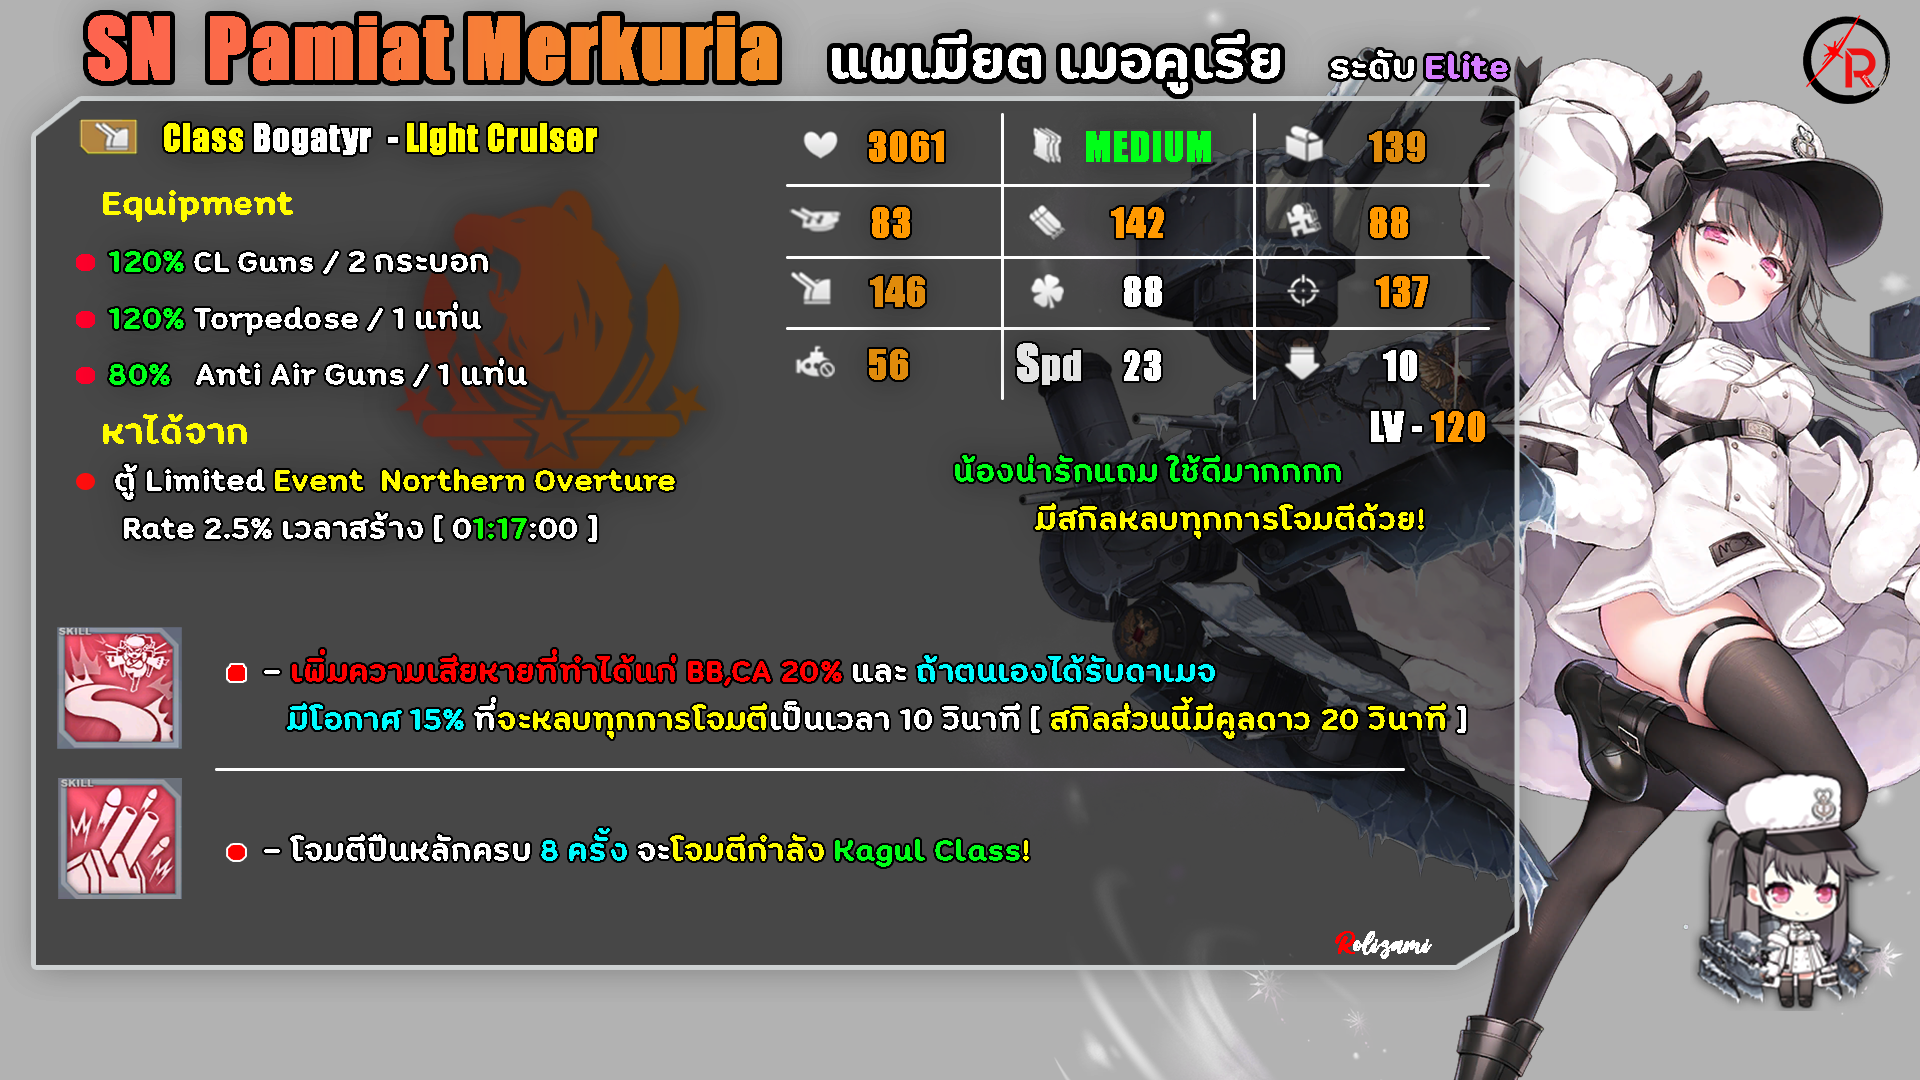 SN Pamiat Merkuria แพเมียต เมอคูเรีย ระดับ Elite
R
Class Bogatyr - Light Cruiser
3061 MEDIUM 139
83 142 88
146 88 137
56 Spd 23 10
LV - 120
Equipment
120% CL Guns / 2 กระบอก
120% Torpedose / 1 แท่น
80% Anti Air Guns / 1 แท่น
หาได้จาก
ตู้ Limited Event Northern Overture
Rate 2.5% เวลาสร้าง [ 01:17:00 ]
น้องน่ารักแถม ใช้ดีมากกกก
มีสกิลหลบทุกการโจมตีด้วย!
SKILL
– เพิ่มความเสียหายที่ทำได้แก่ BB,CA 20% และ ถ้าตนเองได้รับดาเมจ
มีโอกาศ 15% ที่จะหลบทุกการโจมตีเป็นเวลา 10 วินาที [ สกิลส่วนนี้มีคูลดาว 20 วินาที ]
SKILL
– โจมตีปืนหลักครบ 8 ครั้ง จะโจมตีกำลัง Kagul Class!
Rolizami